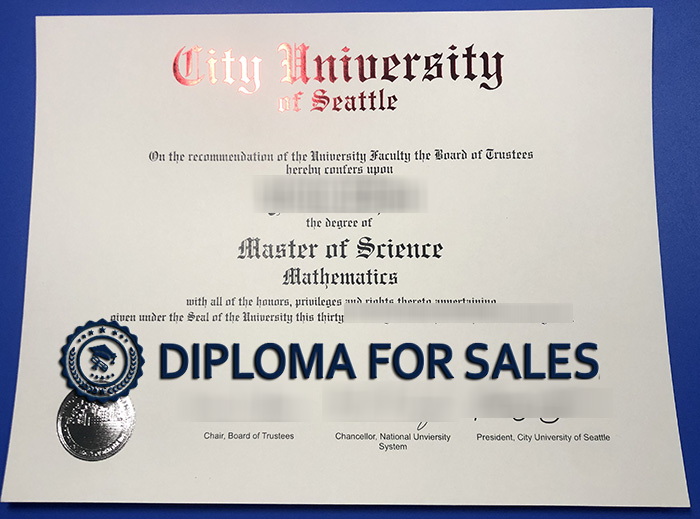 City University
of Seattle
On the recommendation of the University Faculty the Board of Trustees
hereby confers upon
the degree of
Master of Science
Mathematics
with all of the honors, privileges and rights thereto appertaining
given under the Seal of the University this thirty
DIPLOMA FOR SALES
Chair, Board of Trustees
Chancellor, National Unviersity
System
President, City University of Seattle